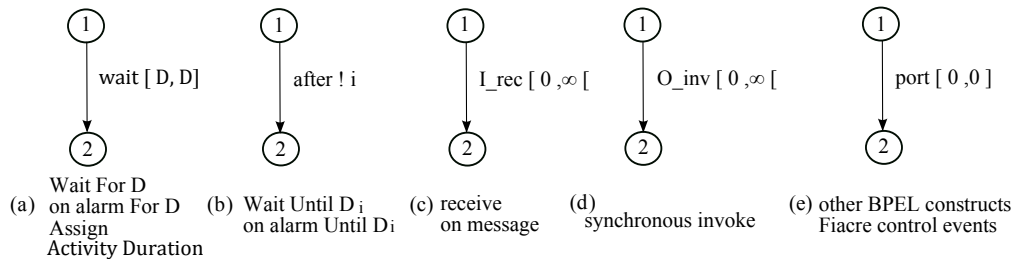 1 1 1 1 1
wait [ D, D] after ! i I_rec [ 0 ,∞ [ O_inv [ 0 ,∞ [ port [ 0 ,0 ]
2 2 2 2 2
(a) Wait For D
on alarm For D
Assign
Activity Duration
(b) Wait Until D i
on alarm Until D i
(c) receive
on message
(d)
synchronous invoke
(e) other BPEL constructs
Fiacre control events